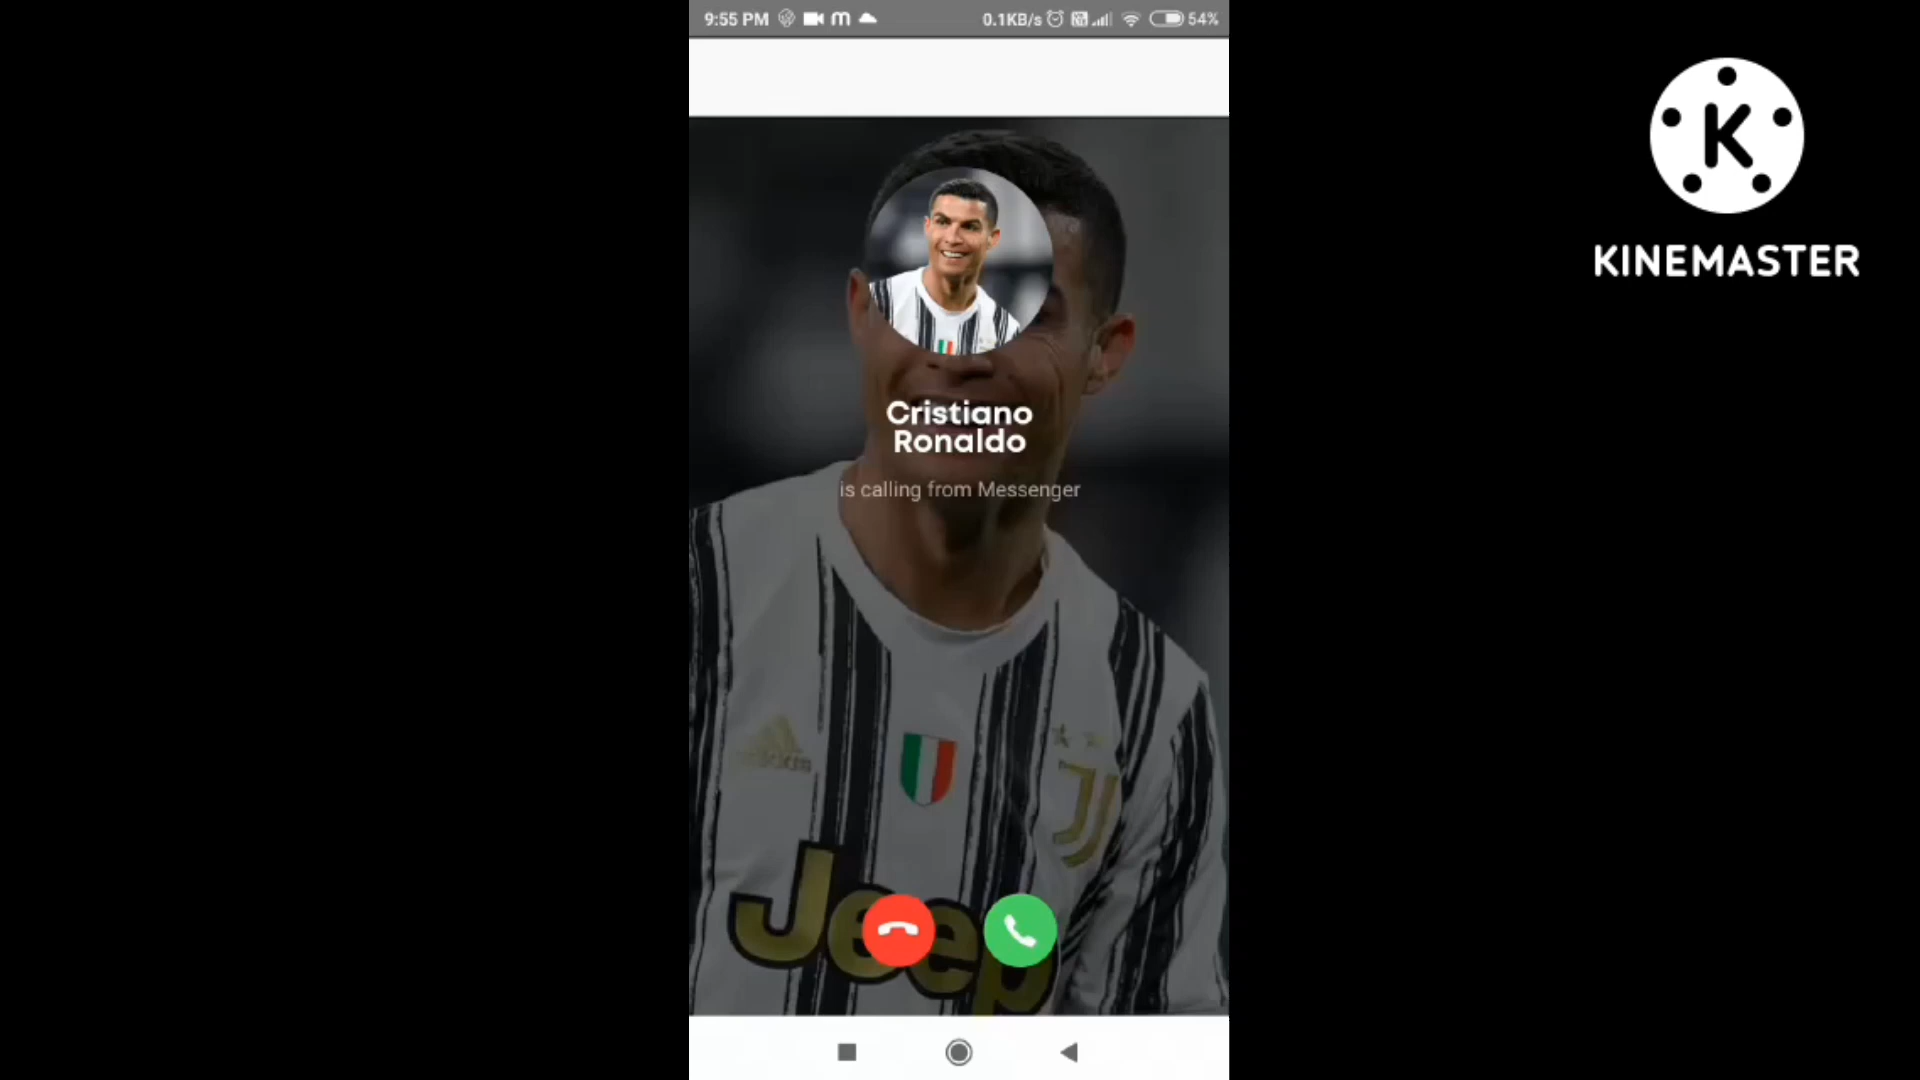 9:55 PM
0.1KB/s
54%
KINEMASTER
Cristiano
Ronaldo
is calling from Messenger
adidas
Jeep